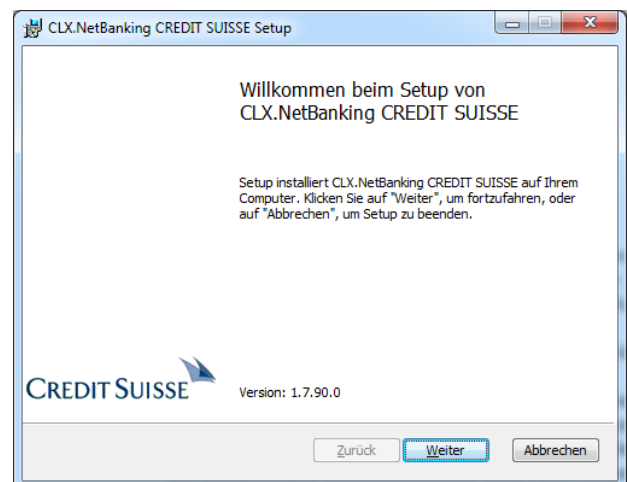 CLX.NetBanking CREDIT SUISSE Setup
Willkommen beim Setup von
CLX.NetBanking CREDIT SUISSE
Setup installiert CLX.NetBanking CREDIT SUISSE auf Ihrem
Computer. Klicken Sie auf "Weiter", um fortzufahren, oder
auf "Abbrechen", um Setup zu beenden.
CREDIT SUISSE
Version: 1.7.90.0
Zurück Weiter Abbrechen